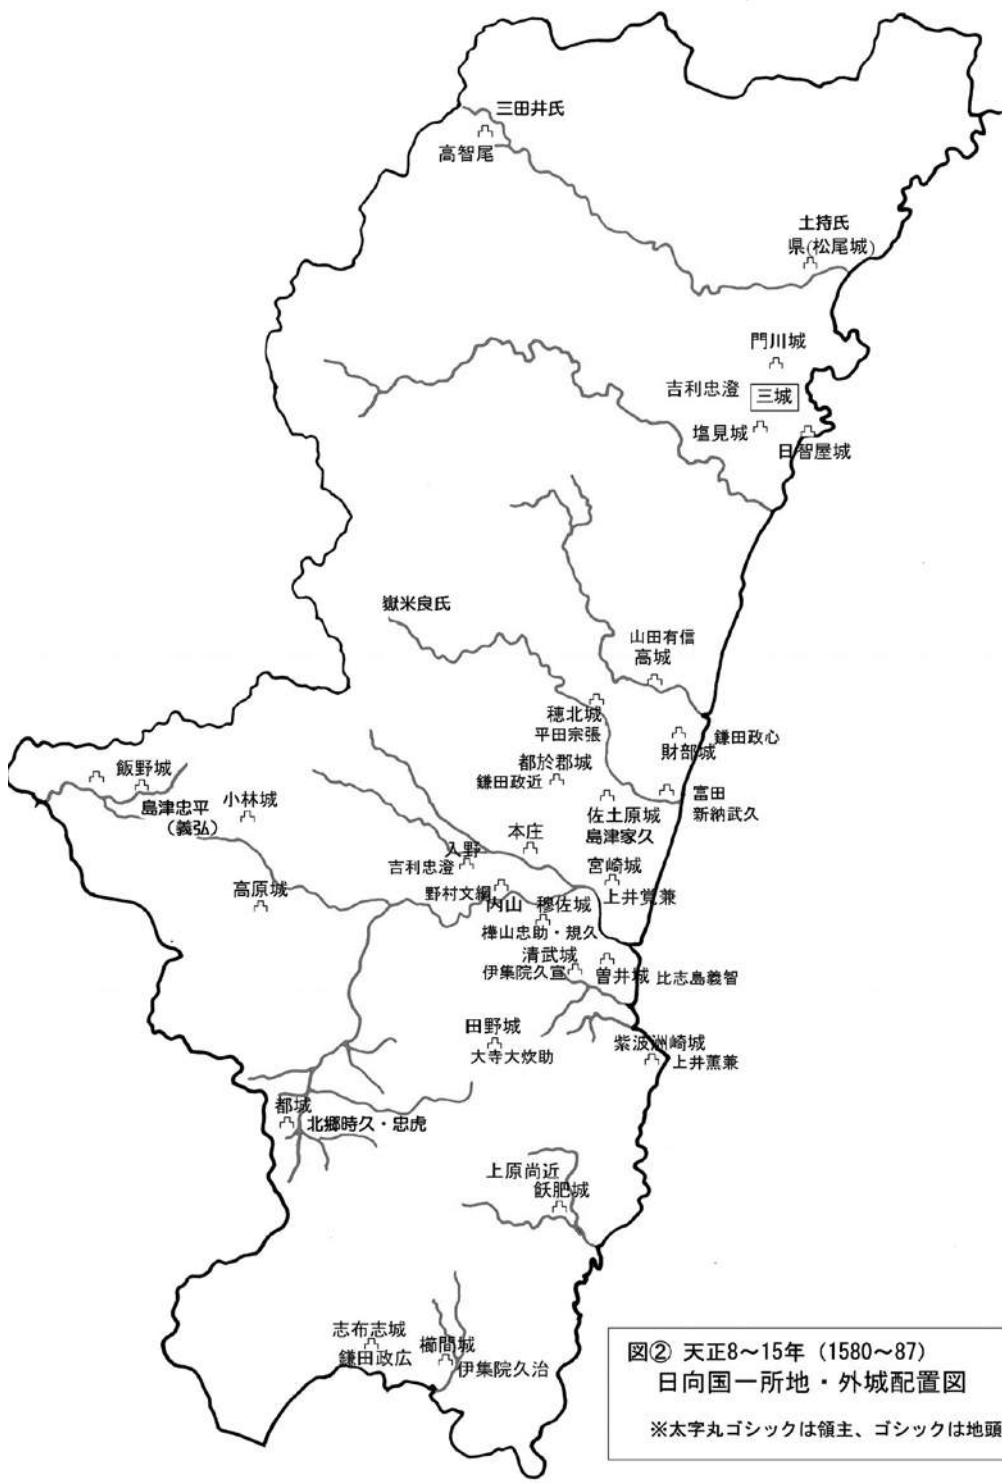 三田井氏
高智尾
土持氏
県(松尾城)
門川城
吉利忠澄
三城
塩見城
日智屋城
嶽米良氏
山田有信
高城
穂北城
平田宗張
財部城
鎌田政心
都於郡城
鎌田政近
富田
新納武久
佐土原城
島津家久
飯野城
島津忠平
(義弘)
小林城
本庄
入野
吉利忠澄
宮崎城
上井覚兼
高原城
野村文綱
内山
穆佐城
樺山忠助・規久
清武城
伊集院久宣
曽井城
比志島義智
田野城
大寺大炊助
紫波洲崎城
上井薫兼
都城
北郷時久・忠虎
上原尚近
飫肥城
志布志城
鎌田政広
櫛間城
伊集院久治
図② 天正8～15年(1580～87)
日向国一所地・外城配置図
※太字丸ゴシックは領主、ゴシックは地頭